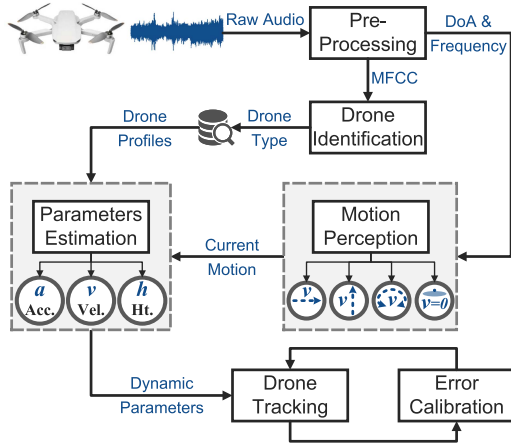 Raw Audio
Pre-
Processing
DoA &
Frequency
MFCC
Drone
Identification
Drone
Type
Drone
Profiles
Parameters
Estimation
a
Acc.
v
Vel.
h
Ht.
Current
Motion
Motion
Perception
v
v
v
v=0
Dynamic
Parameters
Drone
Tracking
Error
Calibration